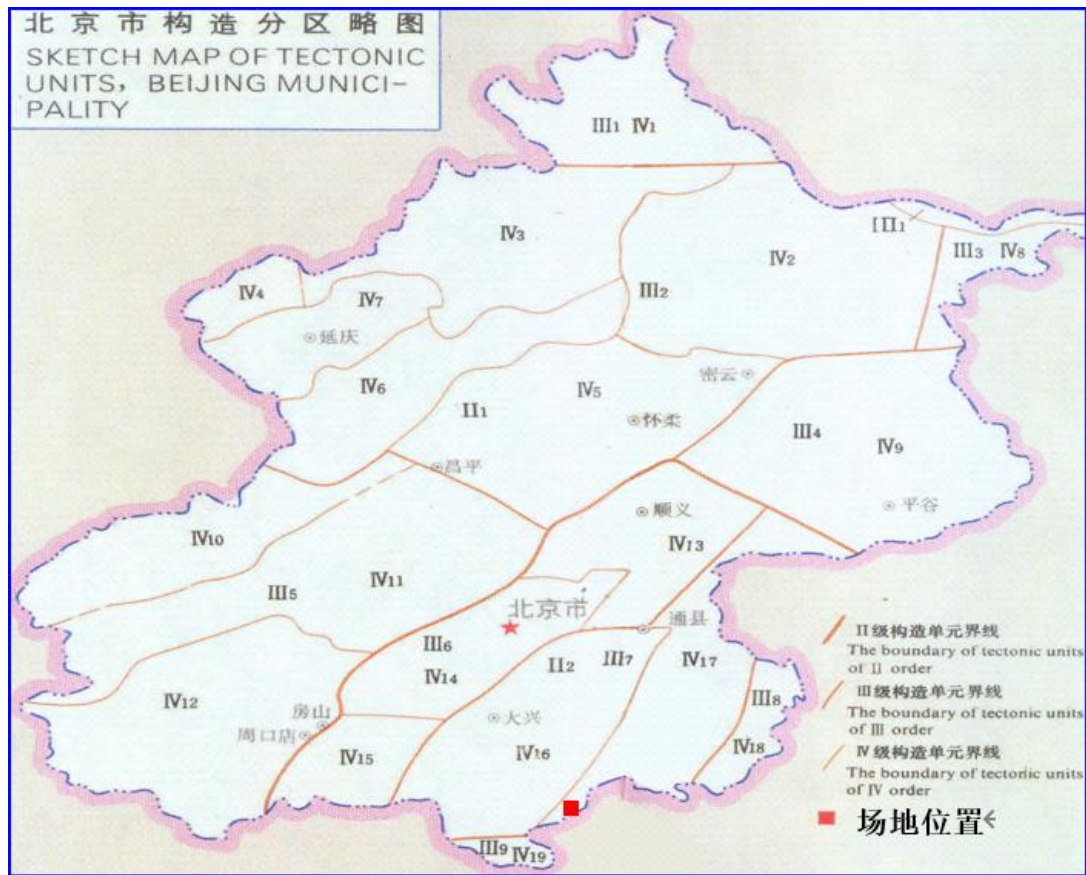 北京市构造分区略图
SKETCH MAP OF TECTONIC
UNITS, BEIJING MUNICI-
PALITY
III1 IV1
IV3
III1
IV2
III3 IV8
IV4
IV7
III2
延庆
密云
IV6
IV5
II1
怀柔
III4
IV9
昌平
平谷
顺义
IV10
IV13
IV11
III5
北京市
通县
III6
II2
III7
IV17
IV14
IV12
III8
房山
大兴
周口店
IV15
IV16
IV18
III9 IV19
II级构造单元界线
The boundary of tectonic units
of II order
III级构造单元界线
The boundary of tectonic units
of III order
IV级构造单元界线
The boundary of tectonic units
of IV order
场地位置